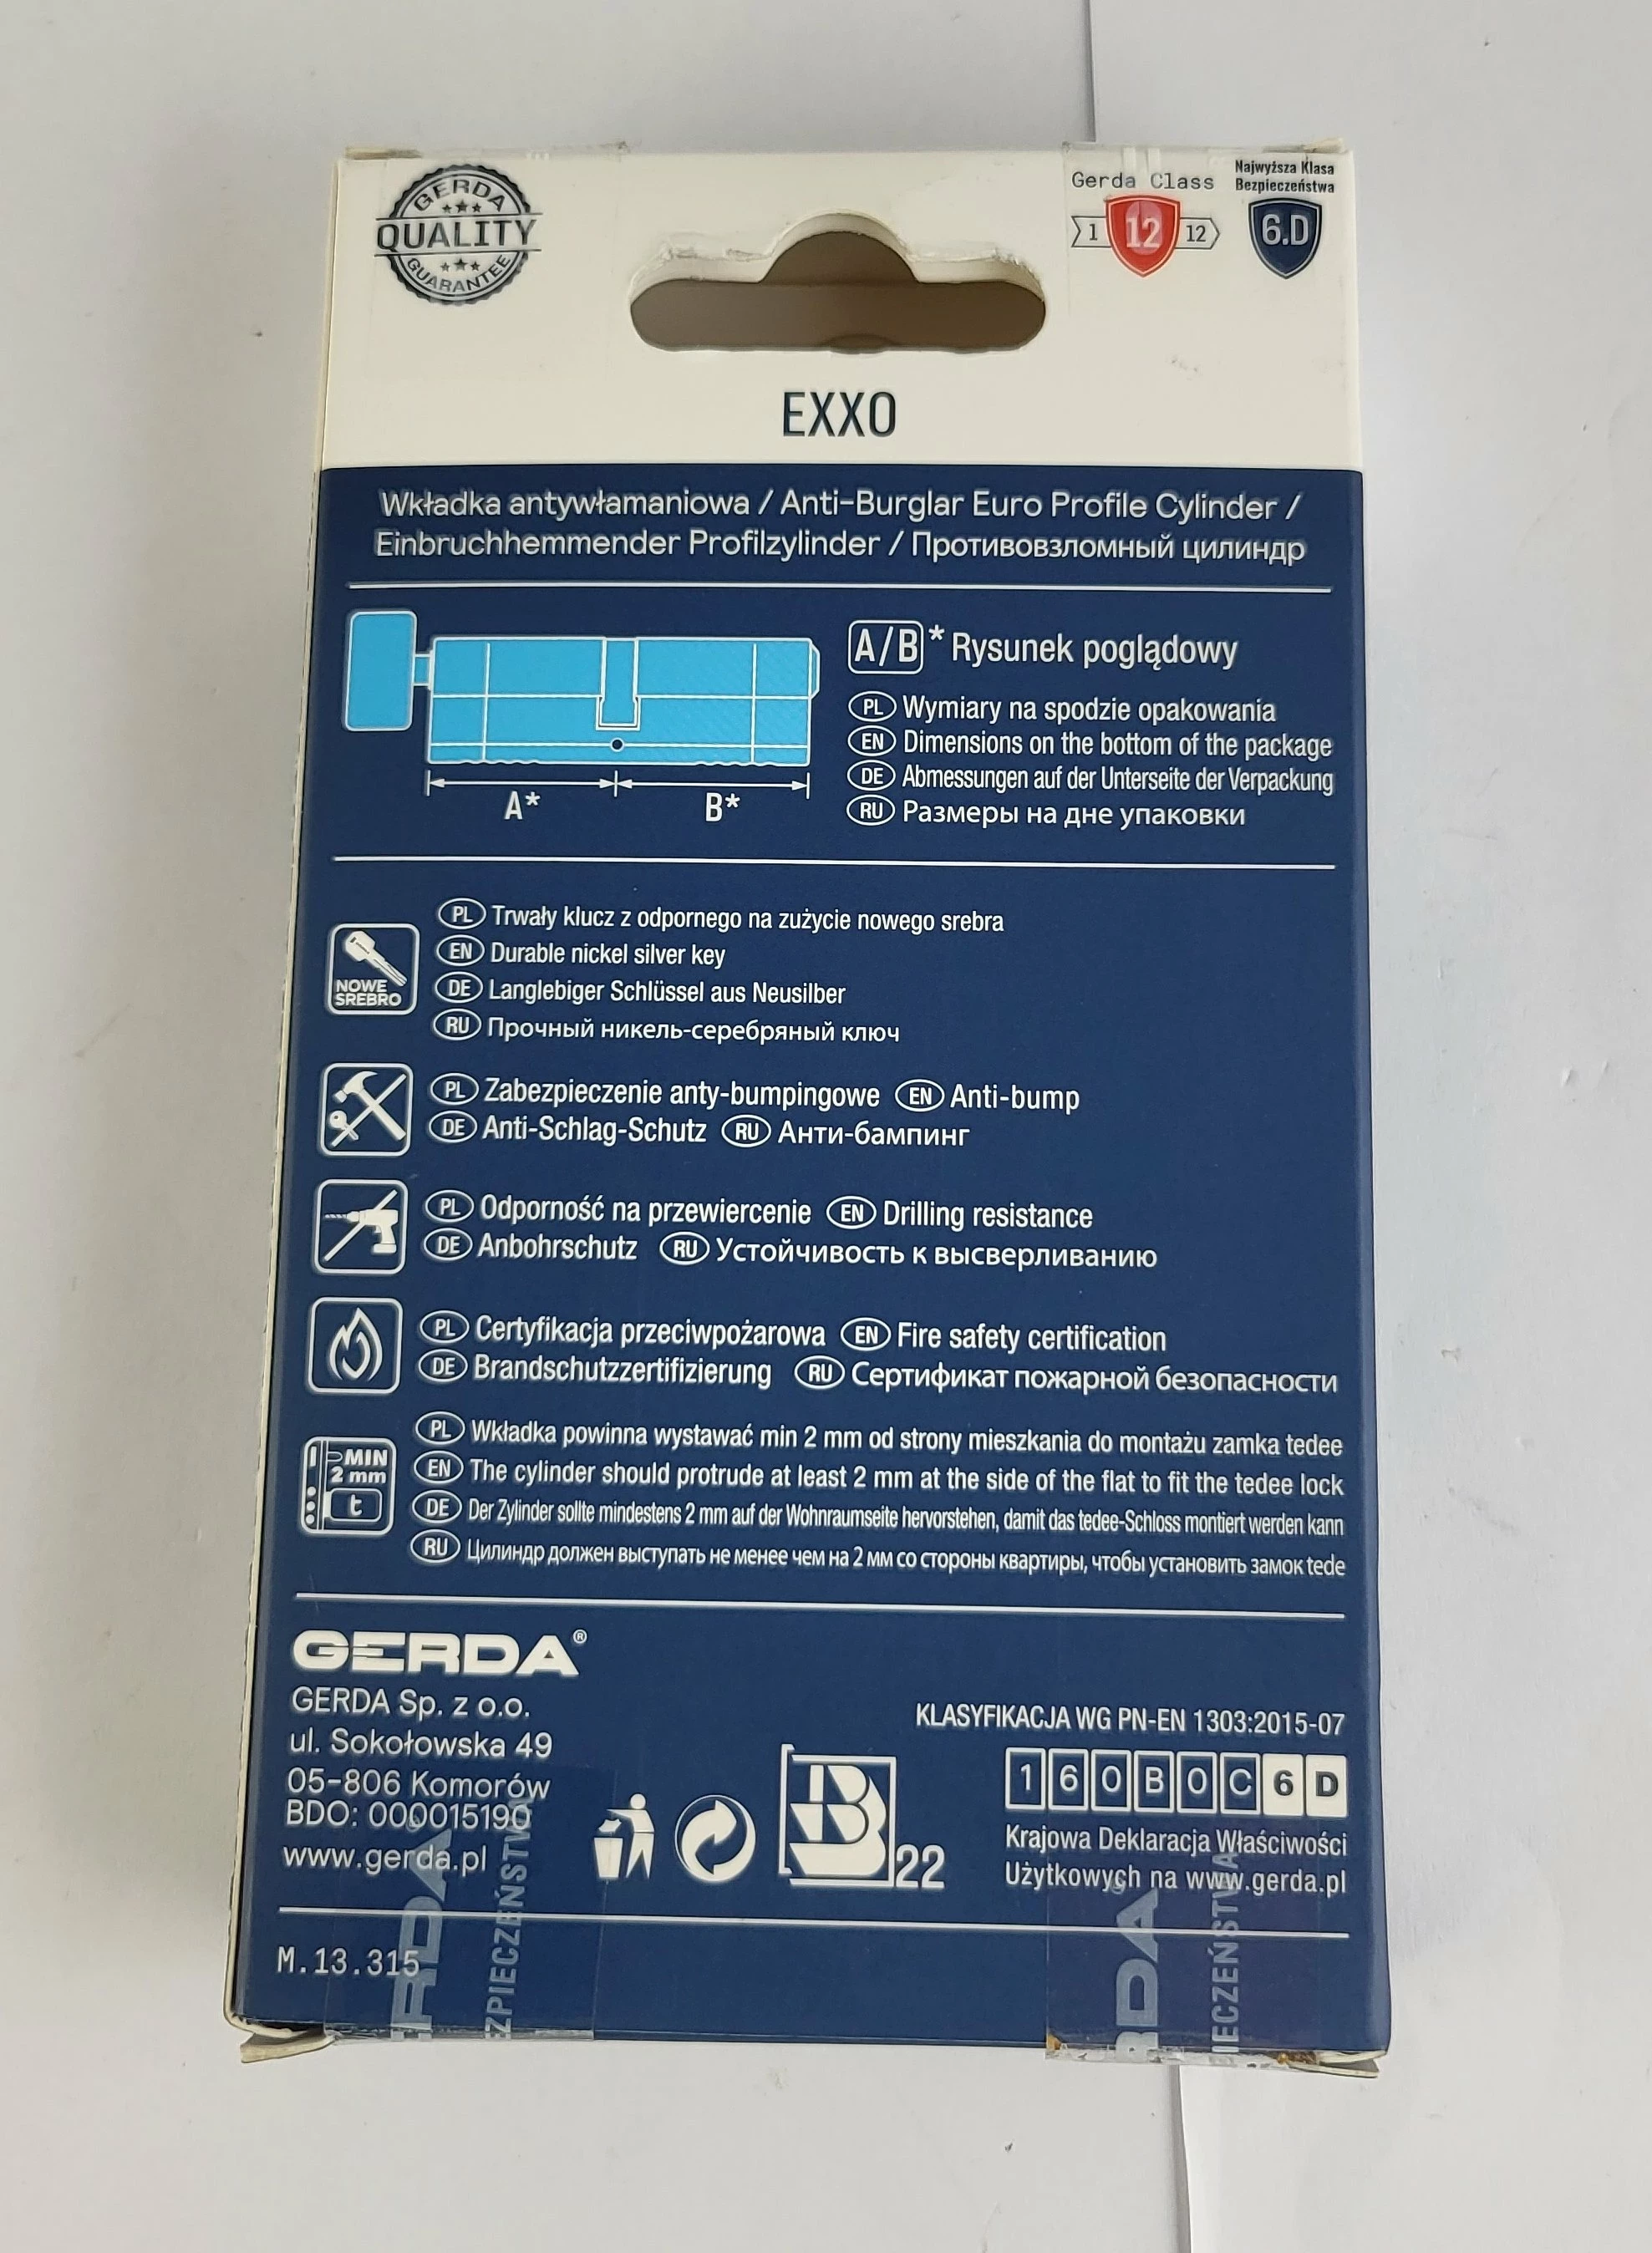 GERDA
QUALITY
GUARANTEE
Gerda Class
1 12 12
Najwyższa Klasa
Bezpieczeństwa
6.D
EXXO
Wkładka antywłamaniowa / Anti-Burglar Euro Profile Cylinder /
Einbruchhemmender Profilzylinder / Противовзломный цилиндр
A* B*
A/B * Rysunek poglądowy
PL Wymiary na spodzie opakowania
EN Dimensions on the bottom of the package
DE Abmessungen auf der Unterseite der Verpackung
RU Размеры на дне упаковки
NOWE
SREBRO
PL Trwały klucz z odpornego na zużycie nowego srebra
EN Durable nickel silver key
DE Langlebiger Schlüssel aus Neusilber
RU Прочный никель-серебряный ключ
PL Zabezpieczenie anty-bumpingowe EN Anti-bump
DE Anti-Schlag-Schutz RU Анти-бампинг
PL Odporność na przewiercenie EN Drilling resistance
DE Anbohrschutz RU Устойчивость к высверливанию
PL Certyfikacja przeciwpożarowa EN Fire safety certification
DE Brandschutzzertifizierung RU Сертификат пожарной безопасности
MIN
2 mm
t
PL Wkładka powinna wystawać min 2 mm od strony mieszkania do montażu zamka tedee
EN The cylinder should protrude at least 2 mm at the side of the flat to fit the tedee lock
DE Der Zylinder sollte mindestens 2 mm auf der Wohnraumseite hervorstehen, damit das tedee-Schloss montiert werden kann
RU Цилиндр должен выступать не менее чем на 2 мм со стороны квартиры, чтобы установить замок tede
GERDA®
GERDA Sp. z o.o.
ul. Sokołowska 49
05-806 Komorów
BDO: 000015190
www.gerda.pl
B 22
KLASYFIKACJA WG PN-EN 1303:2015-07
1 6 0 B 0 C 6 D
Krajowa Deklaracja Właściwości
Użytkowych na www.gerda.pl
M.13.315